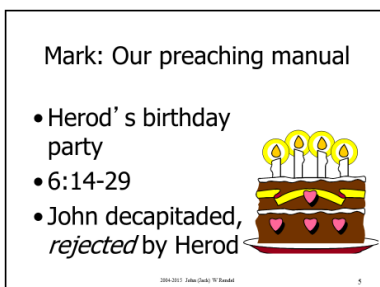 Mark: Our preaching manual
• Herod's birthday
party
• 6:14-29
• John decapitaded,
rejected by Herod
2004-2015 John (Jack) W Rendel
5